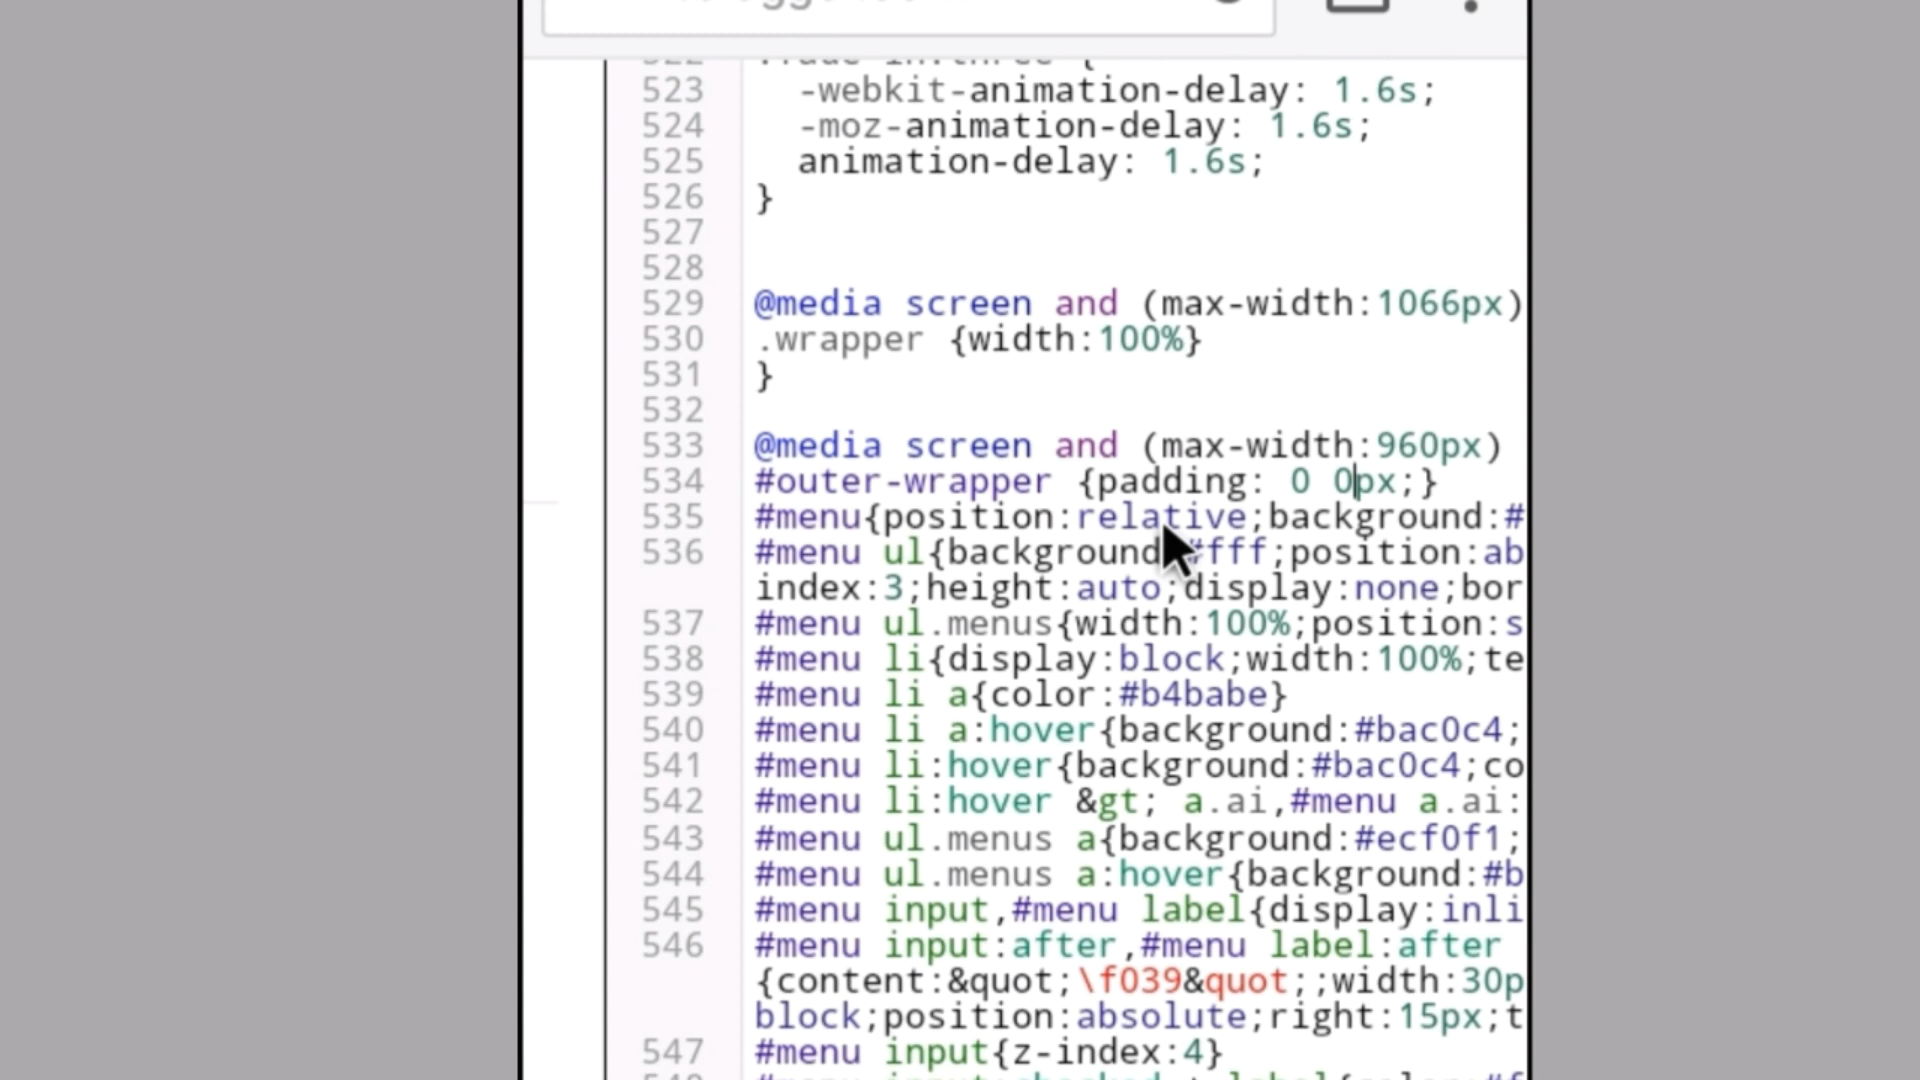 523 -webkit-animation-delay: 1.6s;
524 -moz-animation-delay: 1.6s;
525 animation-delay: 1.6s;
526 }
527
528
529 @media screen and (max-width:1066px)
530 .wrapper {width:100%}
531 }
532
533 @media screen and (max-width:960px)
534 #outer-wrapper {padding: 0 0px;}
535 #menu{position:relative;background:#
536 #menu ul{background:#fff;position:ab
index:3;height:auto;display:none;bor
537 #menu ul.menus{width:100%;position:s
538 #menu li{display:block;width:100%;te
539 #menu li a{color:#b4babe}
540 #menu li a:hover{background:#bac0c4;
541 #menu li:hover{background:#bac0c4;co
542 #menu li:hover &gt; a.ai,#menu a.ai:
543 #menu ul.menus a{background:#ecf0f1;
544 #menu ul.menus a:hover{background:#b
545 #menu input,#menu label{display:inli
546 #menu input:after,#menu label:after
{content:&quot;\f039&quot;;width:30p
block;position:absolute;right:15px;t
547 #menu input{z-index:4}